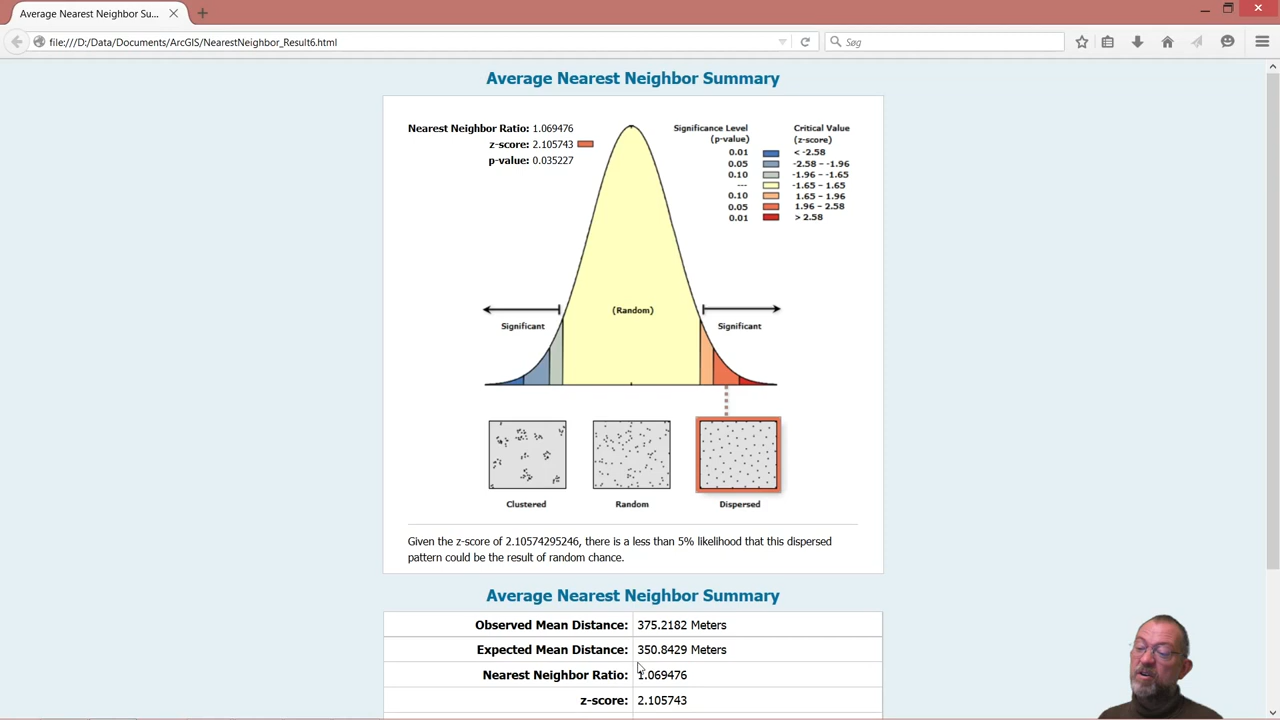 Average Nearest Neighbor Su...
file:///D:/Data/Documents/ArcGIS/NearestNeighbor_Result6.html
Søg
Average Nearest Neighbor Summary
Nearest Neighbor Ratio: 1.069476
z-score: 2.105743
p-value: 0.035227
Significance Level
(p-value)
Critical Value
(z-score)
0.01 < -2.58
0.05 -2.58 – -1.96
0.10 -1.96 – -1.65
--- -1.65 – 1.65
0.10 1.65 – 1.96
0.05 1.96 – 2.58
0.01 > 2.58
(Random)
Significant
Significant
Clustered
Random
Dispersed
Given the z-score of 2.10574295246, there is a less than 5% likelihood that this dispersed
pattern could be the result of random chance.
Average Nearest Neighbor Summary
Observed Mean Distance: 375.2182 Meters
Expected Mean Distance: 350.8429 Meters
Nearest Neighbor Ratio: 1.069476
z-score: 2.105743